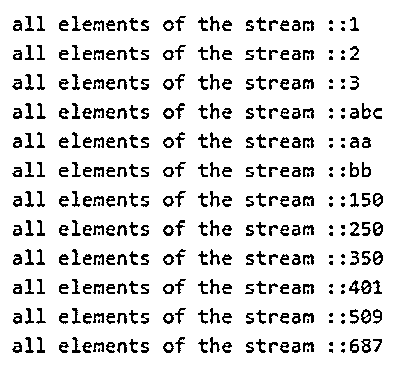 all elements of the stream ::1
all elements of the stream ::2
all elements of the stream ::3
all elements of the stream ::abc
all elements of the stream ::aa
all elements of the stream ::bb
all elements of the stream ::150
all elements of the stream ::250
all elements of the stream ::350
all elements of the stream ::401
all elements of the stream ::509
all elements of the stream ::687